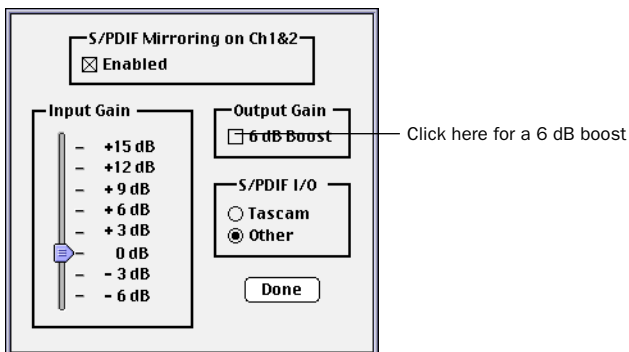 S/PDIF Mirroring on Ch1&2
Enabled
Input Gain
+15 dB
+12 dB
+ 9 dB
+ 6 dB
+ 3 dB
0 dB
- 3 dB
- 6 dB
Output Gain
6 dB Boost
Click here for a 6 dB boost
S/PDIF I/O
Tascam
Other
Done